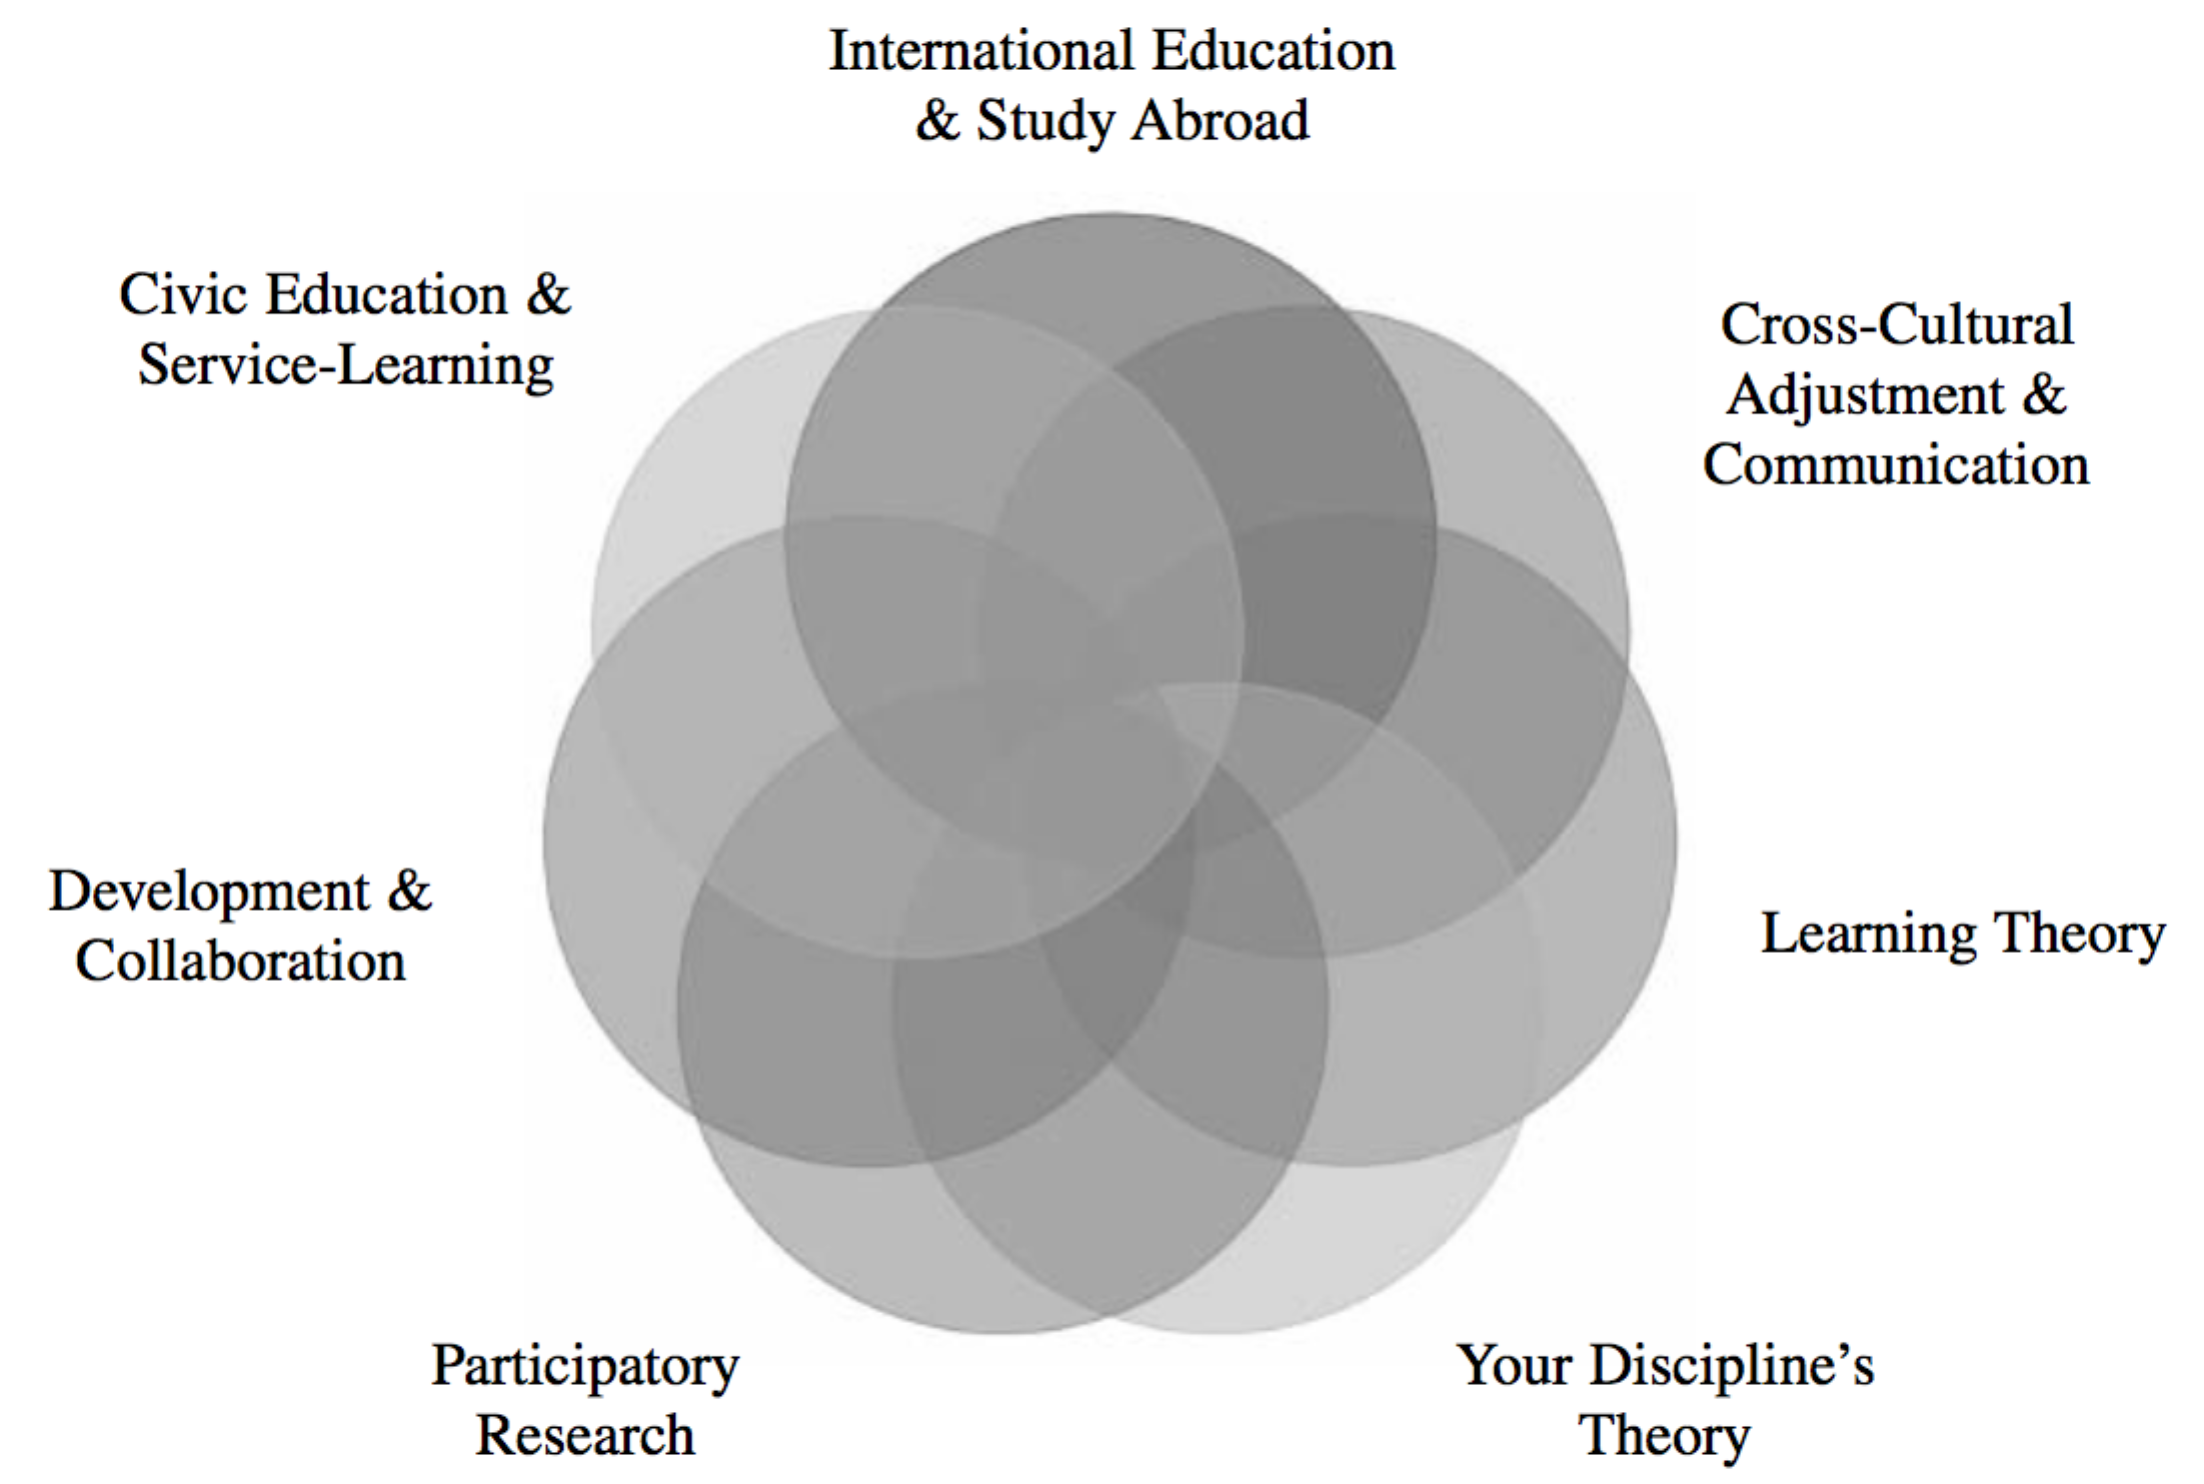 International Education
& Study Abroad
Civic Education &
Service-Learning
Cross-Cultural
Adjustment &
Communication
Development &
Collaboration
Learning Theory
Participatory
Research
Your Discipline’s
Theory